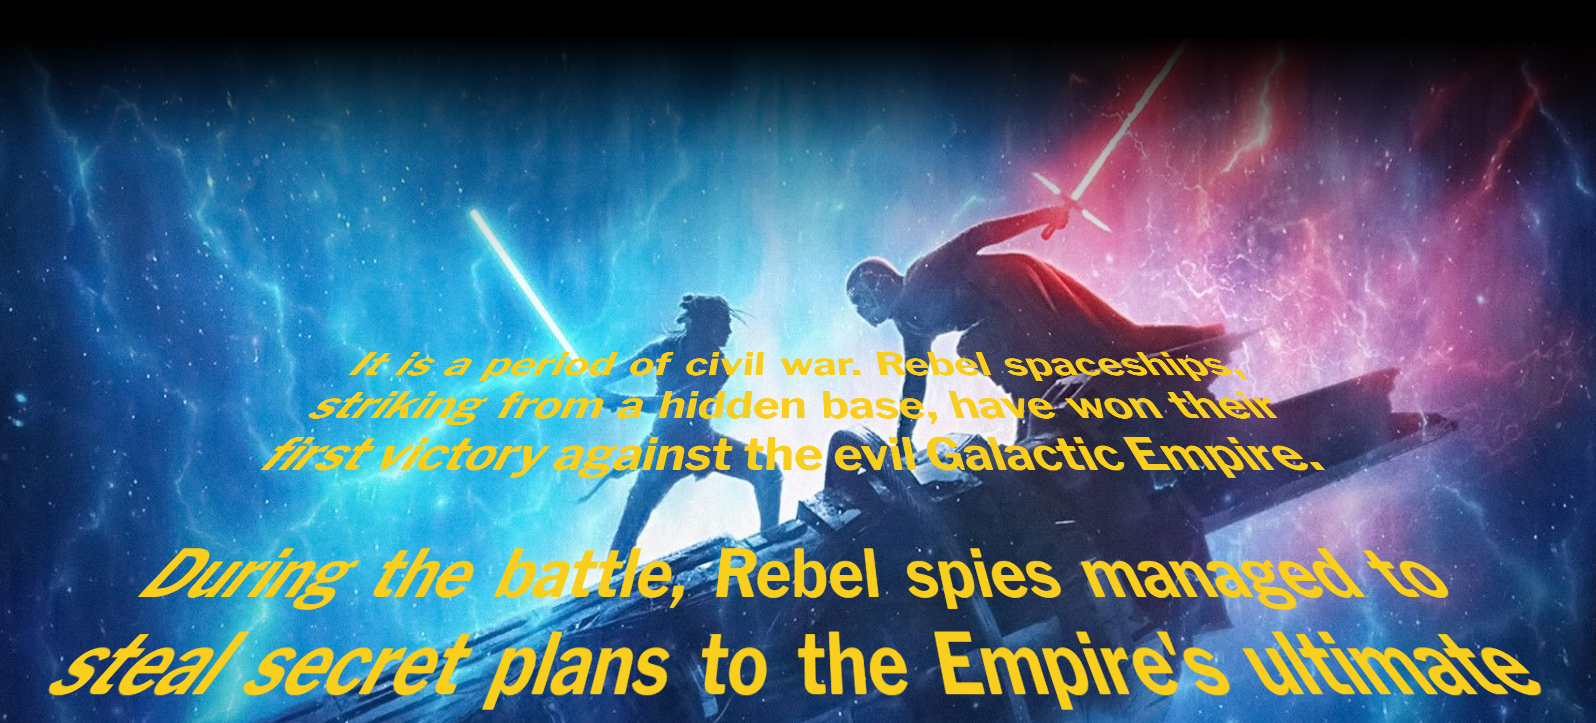 It is a period of civil war. Rebel spaceships,
striking from a hidden base, have won their
first victory against the evil Galactic Empire.
During the battle, Rebel spies managed to
steal secret plans to the Empire's ultimate